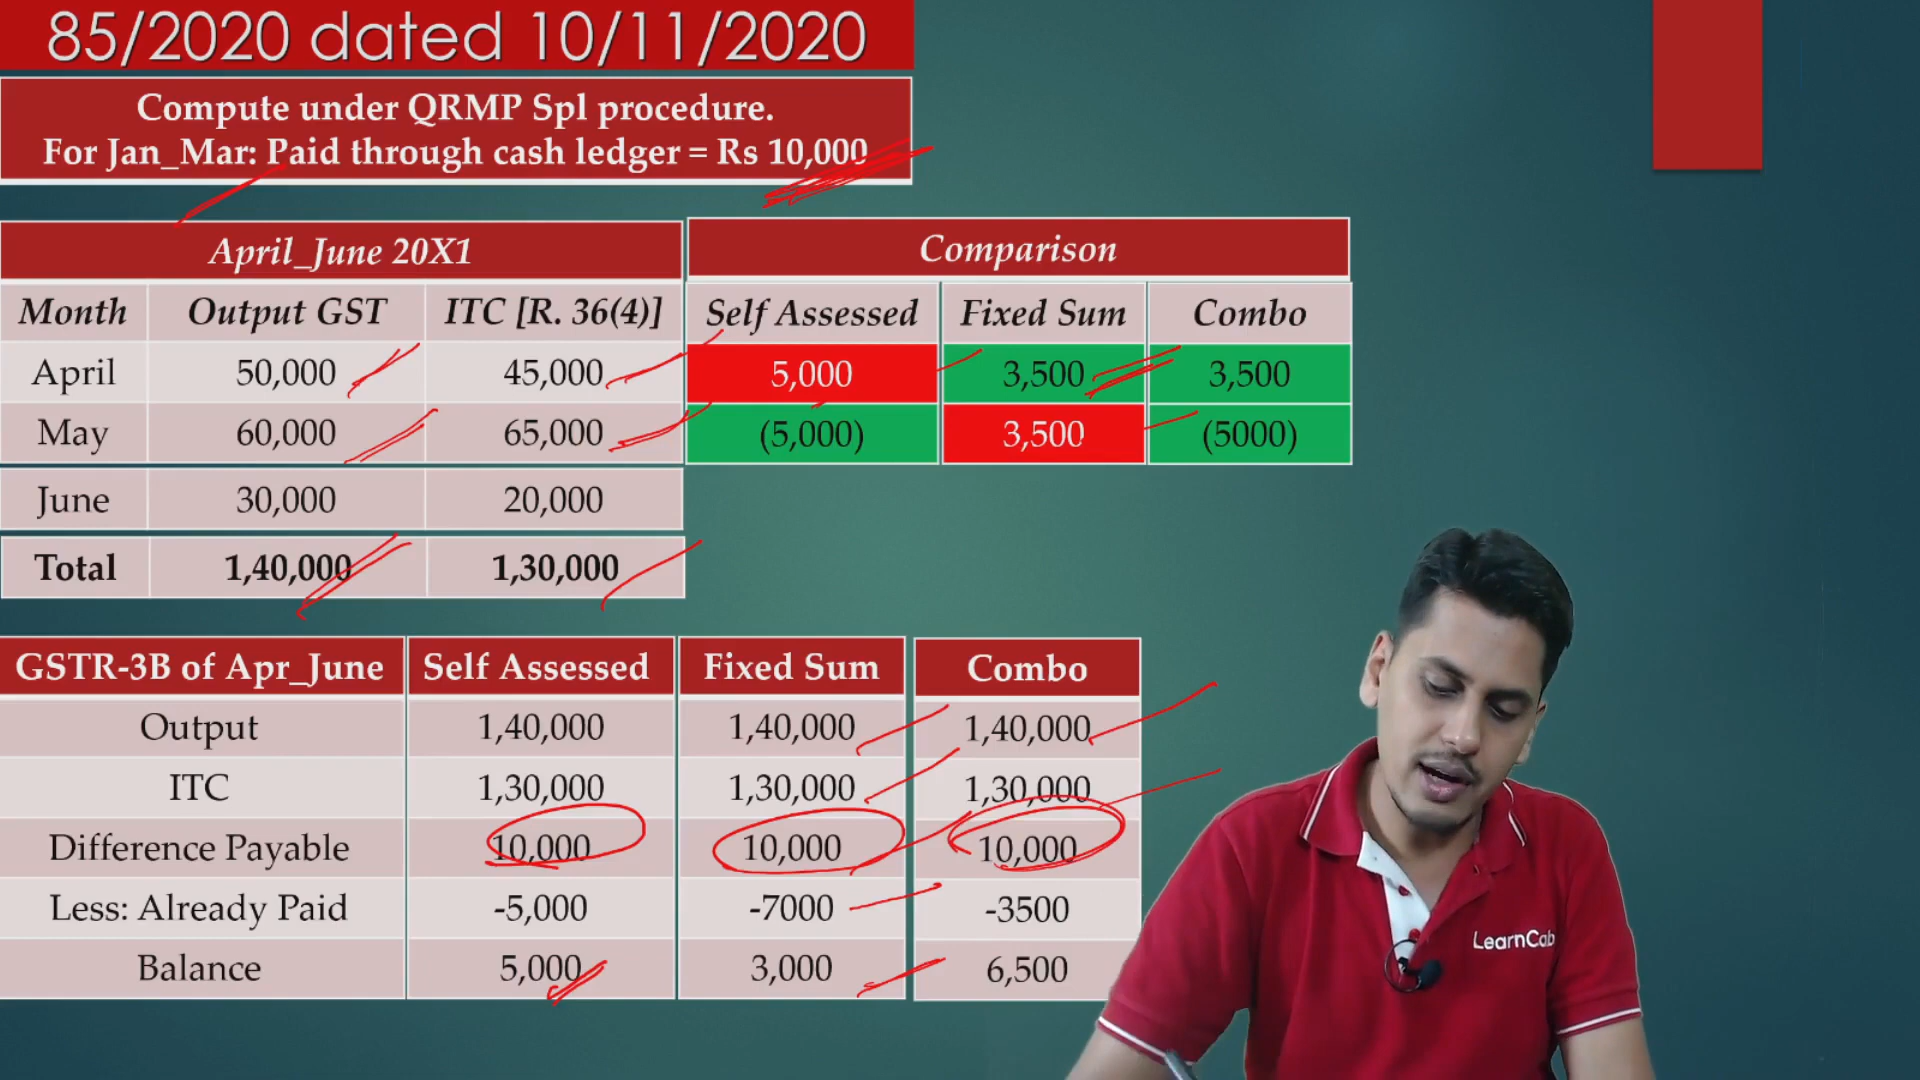 85/2020 dated 10/11/2020
Compute under QRMP Spl procedure.
For Jan_Mar: Paid through cash ledger = Rs 10,000
April_June 20X1
Month Output GST ITC [R. 36(4)]
April 50,000 45,000
May 60,000 65,000
June 30,000 20,000
Total 1,40,000 1,30,000
Comparison
Self Assessed Fixed Sum Combo
5,000 3,500 3,500
(5,000) 3,500 (5000)
GSTR-3B of Apr_June Self Assessed Fixed Sum Combo
Output 1,40,000 1,40,000 1,40,000
ITC 1,30,000 1,30,000 1,30,000
Difference Payable 10,000 10,000 10,000
Less: Already Paid -5,000 -7000 -3500
Balance 5,000 3,000 6,500
LearnCab